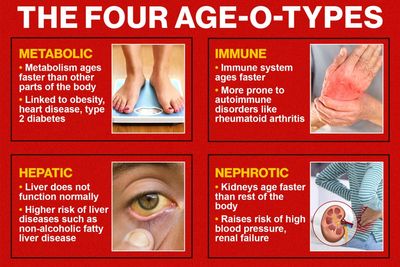 THE FOUR AGE-O-TYPES
METABOLIC
• Metabolism ages
faster than other
parts of the body
• Linked to obesity,
heart disease, type
2 diabetes
IMMUNE
• Immune system
ages faster
• More prone to
autoimmune
disorders like
rheumatoid arthritis
HEPATIC
• Liver does not
function normally
• Higher risk of liver
diseases such as
non-alcoholic fatty
liver disease
NEPHROTIC
• Kidneys age faster
than rest of the
body
• Raises risk of high
blood pressure,
renal failure